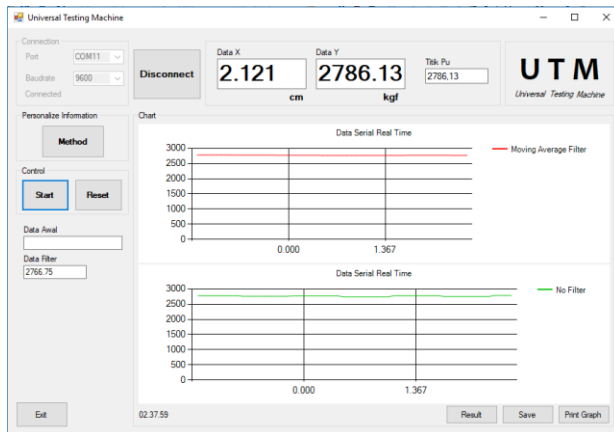 Universal Testing Machine
Connection
Port COM11
Baudrate 9600
Connected
Disconnect
Data X
2.121
cm
Data Y
2786.13
kgf
Titik Pu
2786,13
UTM
Universal Testing Machine
Personalize Information
Method
Control
Start Reset
Data Awal
Data Filter
2766.75
Exit
Chart
Data Serial Real Time
Moving Average Filter
3000
2500
2000
1500
1000
500
0
0.000 1.367
Data Serial Real Time
No Filter
3000
2500
2000
1500
1000
500
0
0.000 1.367
02.37.59
Result Save Print Graph